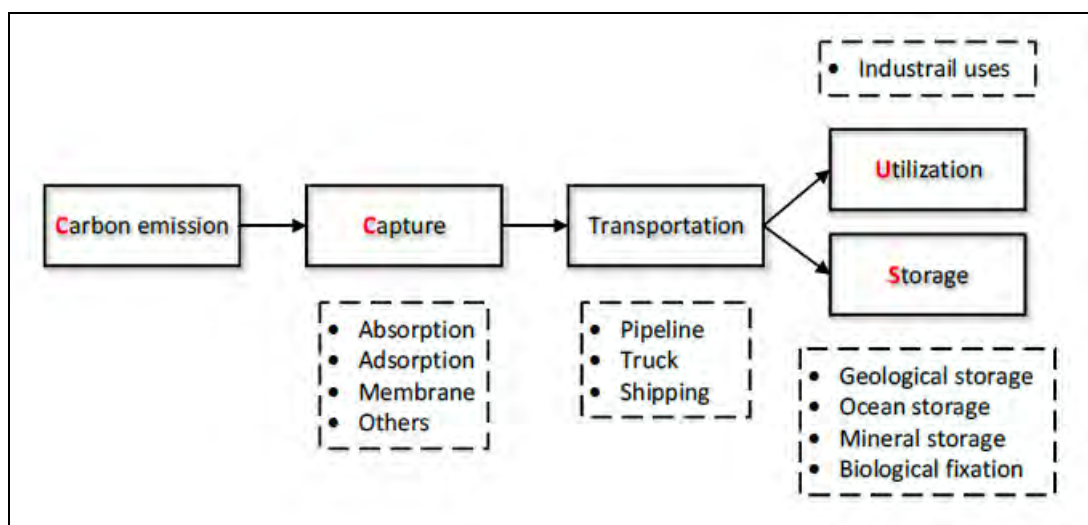 • Industrail uses
Utilization
Carbon emission
Capture
Transportation
Storage
• Absorption
• Adsorption
• Membrane
• Others
• Pipeline
• Truck
• Shipping
• Geological storage
• Ocean storage
• Mineral storage
• Biological fixation